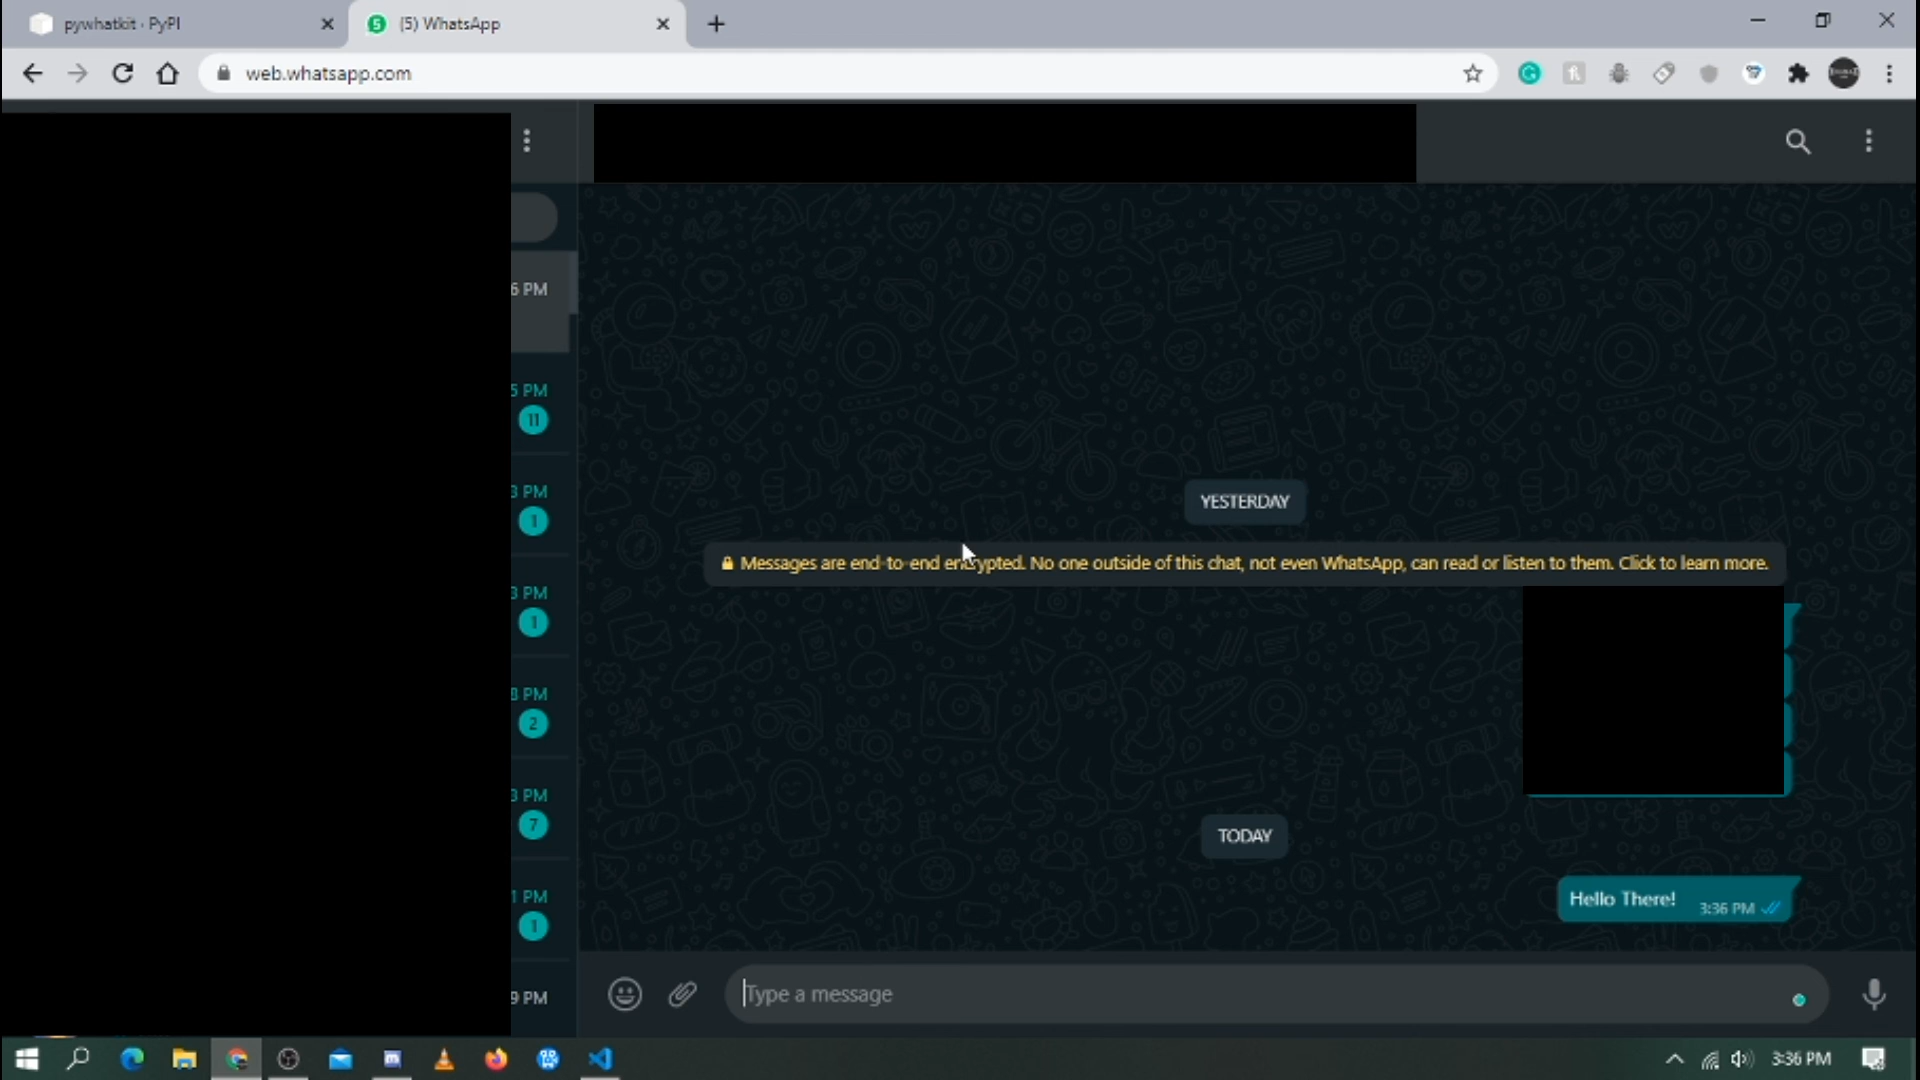 pywhatkit · PyPI
(5) WhatsApp
web.whatsapp.com
6 PM
5 PM
11
3 PM
1
3 PM
1
8 PM
2
3 PM
7
1 PM
1
9 PM
YESTERDAY
Messages are end-to-end encrypted. No one outside of this chat, not even WhatsApp, can read or listen to them. Click to learn more.
TODAY
Hello There!
3:36 PM
Type a message
3:36 PM